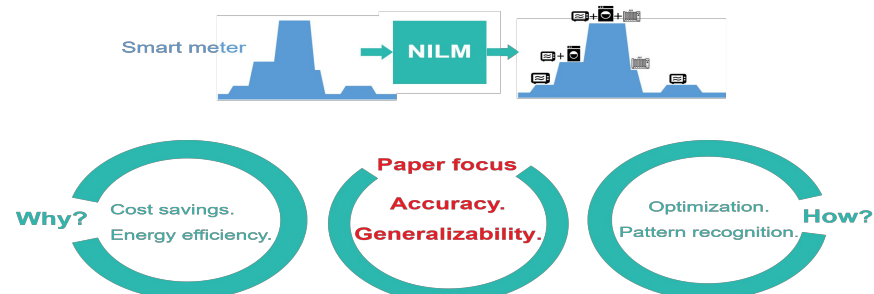 Smart meter
NILM
+ +
+
Paper focus
Why?
Cost savings.
Energy efficiency.
Accuracy.
Generalizability.
Optimization.
Pattern recognition.
How?